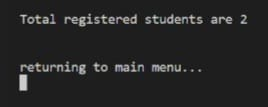 Total registered students are 2
returning to main menu...